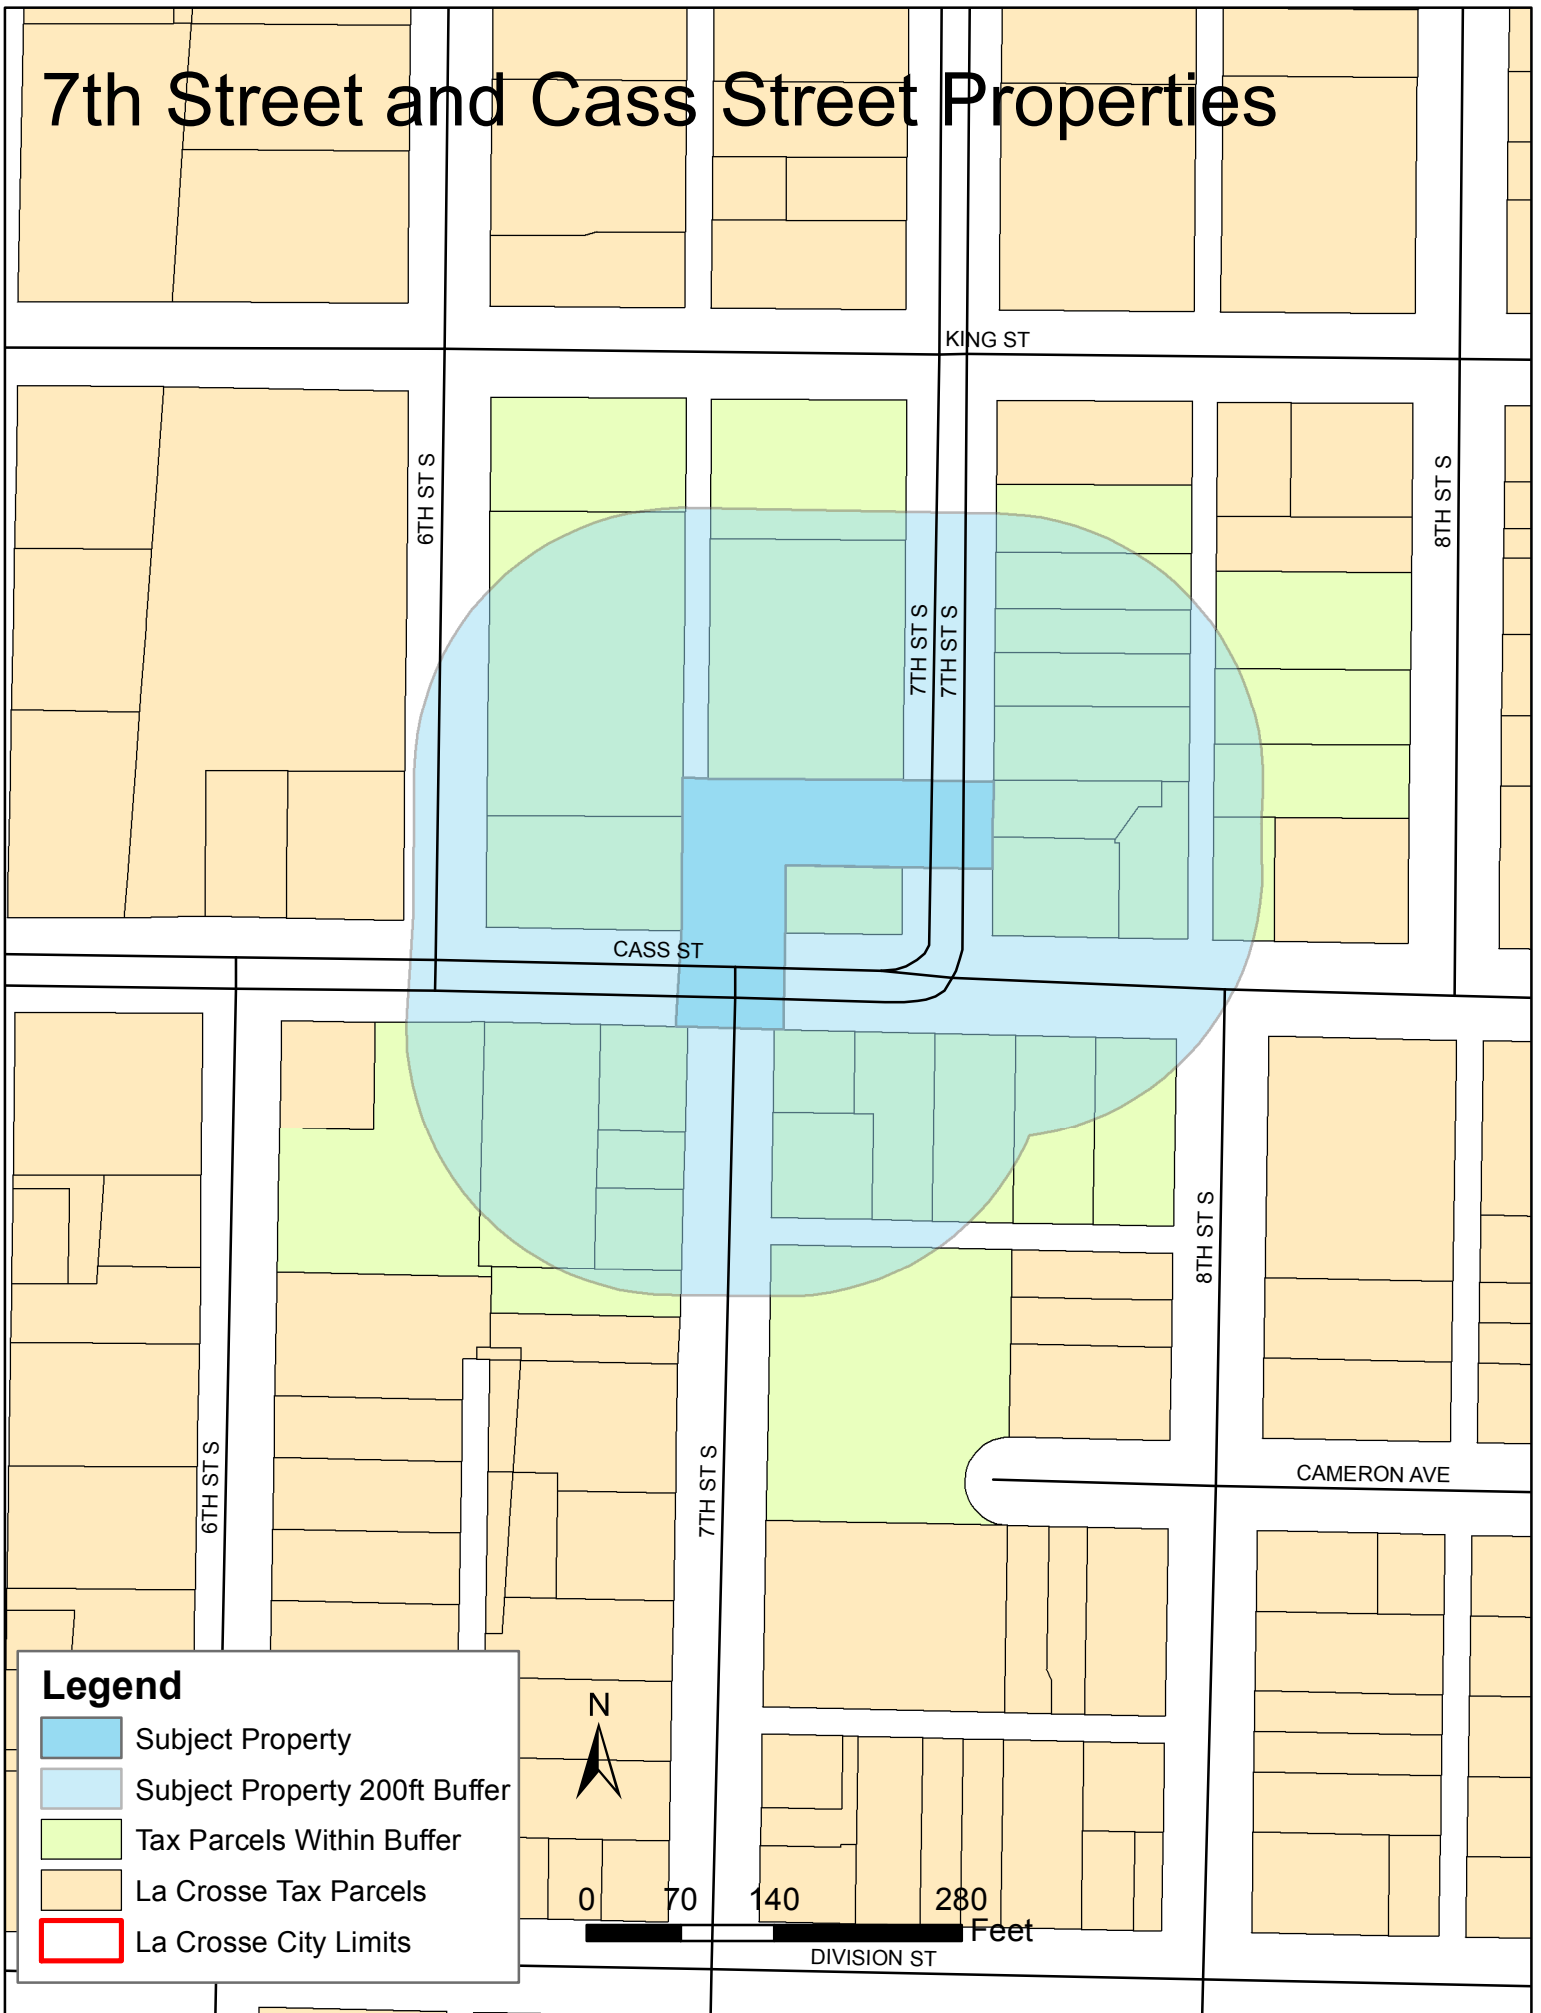 7th Street and Cass Street Properties
KING ST
6TH ST S
8TH ST S
7TH ST S
7TH ST S
CASS ST
8TH ST S
6TH ST S
7TH ST S
CAMERON AVE
Legend
Subject Property
Subject Property 200ft Buffer
Tax Parcels Within Buffer
La Crosse Tax Parcels
La Crosse City Limits
N
0 70 140 280
Feet
DIVISION ST